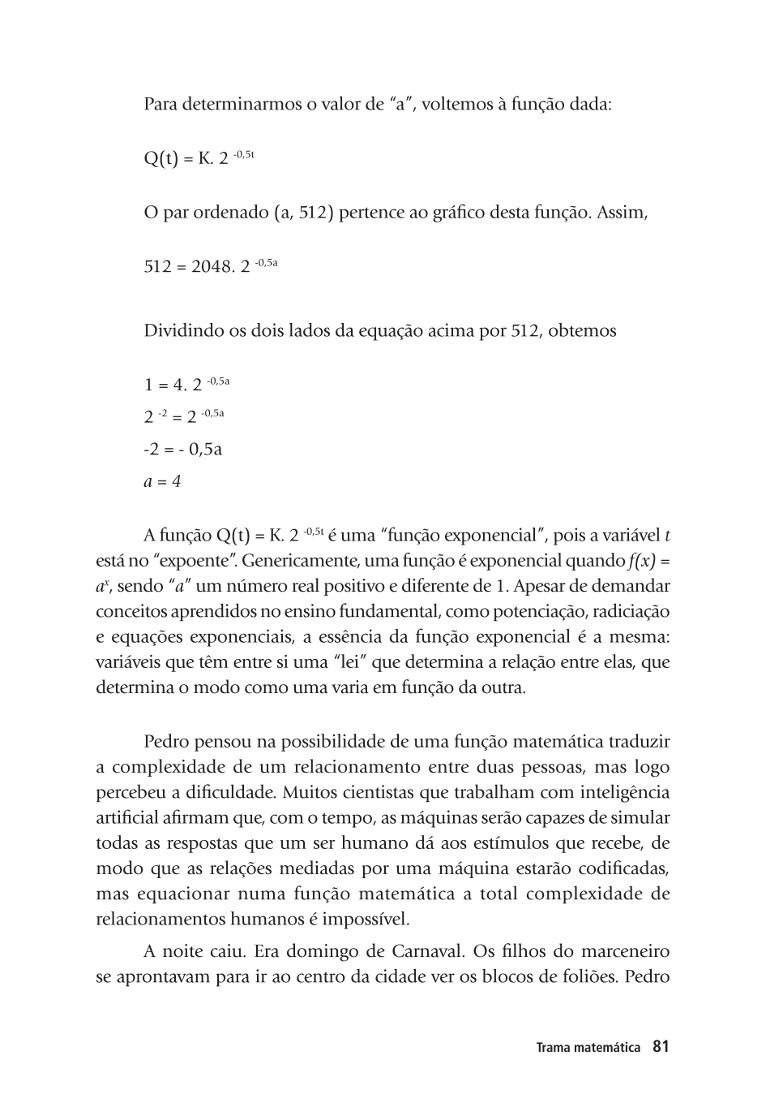 Para determinarmos o valor de “a”, voltemos à função dada:
Q(t) = K. 2 -0,5t
O par ordenado (a, 512) pertence ao gráfico desta função. Assim,
512 = 2048. 2 -0,5a
Dividindo os dois lados da equação acima por 512, obtemos
1 = 4. 2 -0,5a
2 -2 = 2 -0,5a
-2 = - 0,5a
a = 4
A função Q(t) = K. 2 -0,5t é uma “função exponencial”, pois a variável t
está no “expoente”. Genericamente, uma função é exponencial quando f(x) =
ax, sendo “a” um número real positivo e diferente de 1. Apesar de demandar
conceitos aprendidos no ensino fundamental, como potenciação, radiciação
e equações exponenciais, a essência da função exponencial é a mesma:
variáveis que têm entre si uma “lei” que determina a relação entre elas, que
determina o modo como uma varia em função da outra.
Pedro pensou na possibilidade de uma função matemática traduzir
a complexidade de um relacionamento entre duas pessoas, mas logo
percebeu a dificuldade. Muitos cientistas que trabalham com inteligência
artificial afirmam que, com o tempo, as máquinas serão capazes de simular
todas as respostas que um ser humano dá aos estímulos que recebe, de
modo que as relações mediadas por uma máquina estarão codificadas,
mas equacionar numa função matemática a total complexidade de
relacionamentos humanos é impossível.
A noite caiu. Era domingo de Carnaval. Os filhos do marceneiro
se aprontavam para ir ao centro da cidade ver os blocos de foliões. Pedro
Trama matemática 81